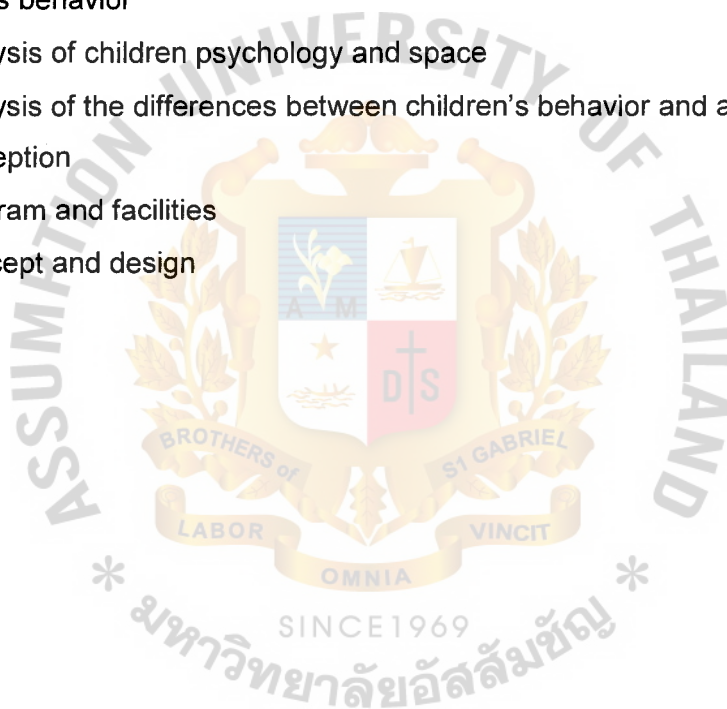 s behavior
ysis of children psychology and space
ysis of the differences between children's behavior and a
eption
ram and facilities
cept and design
ASSUMPTION UNIVERSITY OF THAILAND
A M
D S
BROTHERS of ST GABRIEL
LABOR
OMNIA
VINCIT
* SINCE1969 *
มหาวิทยาลัยอัสสัมชัญ